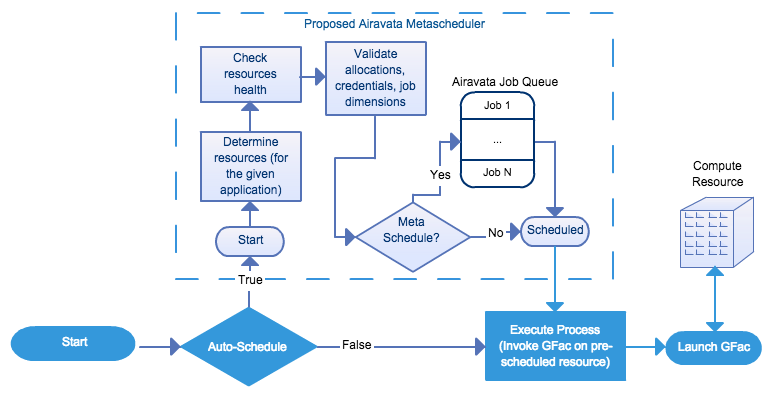 Proposed Airavata Metascheduler
Check
resources
health
Validate
allocations,
credentials, job
dimensions
Airavata Job Queue
Job 1
...
Job N
Determine
resources (for
the given
application)
Yes
Compute
Resource
Meta
Schedule?
No
Scheduled
Start
True
Start
Auto-Schedule
False
Execute Process
(Invoke GFac on pre-
scheduled resource)
Launch GFac